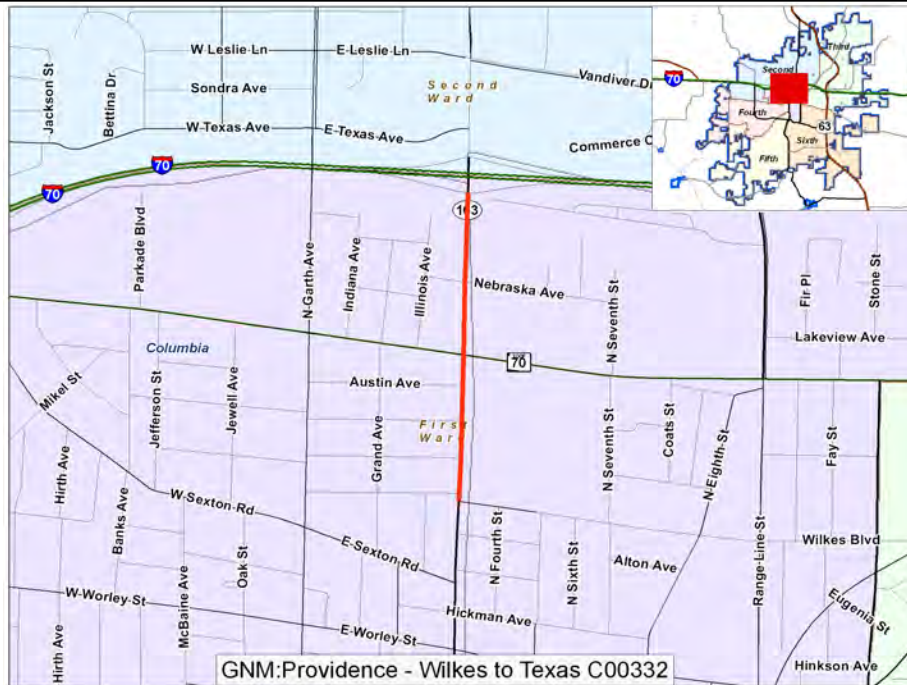 W Leslie Ln
E Leslie Ln
Third
Second
70
Fourth
63
Sixth
Fifth
Jackson St
Bettina Dr
Sondra Ave
Second
Ward
Vandiver Dr
W Texas Ave
E Texas Ave
Commerce C
70
70
163
Parkade Blvd
N Garth Ave
Indiana Ave
Illinois Ave
Nebraska Ave
N Seventh St
Fir Pl
Stone St
Lakeview Ave
Columbia
70
Mikel St
Jefferson St
Jewell Ave
Austin Ave
Grand Ave
First
Ward
N Seventh St
Coats St
N Eighth St
Fay St
Hirth Ave
Banks Ave
W Sexton Rd
E Sexton Rd
Oak St
N Fourth St
N Sixth St
Alton Ave
Range Line St
Wilkes Blvd
W Worley St
McBaine Ave
E Worley St
Hickman Ave
Eugenia St
Hirth Ave
Hinkson Ave
GNM:Providence - Wilkes to Texas C00332